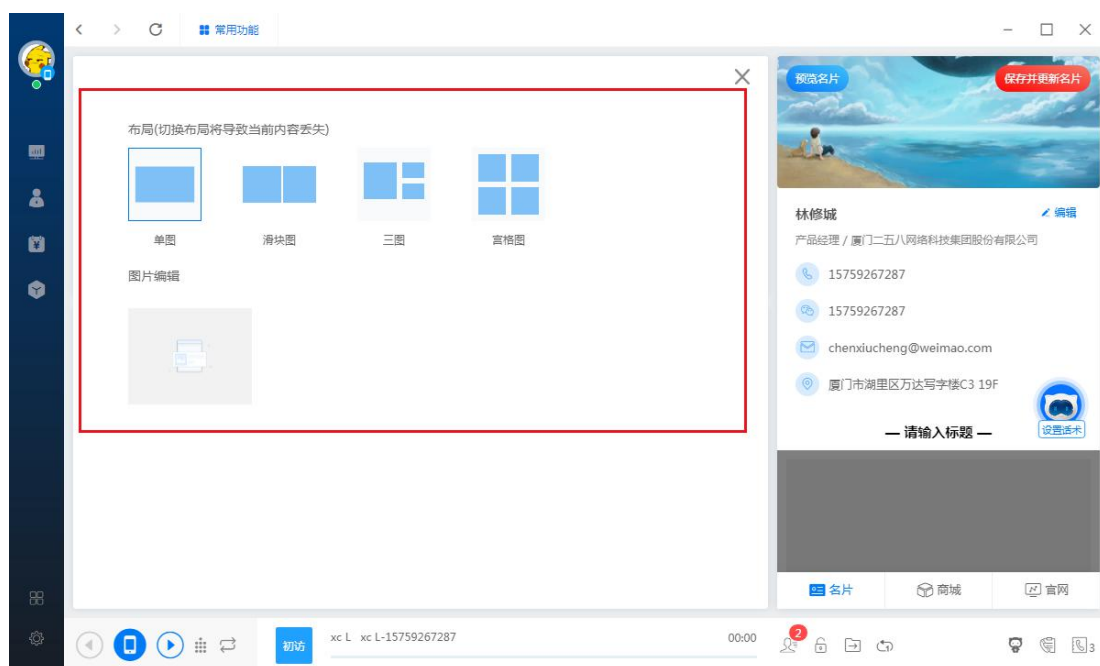 常用功能
预览名片
保存并更新名片
布局(切换布局将导致当前内容丢失)
单图
滑块图
三图
宫格图
图片编辑
林修城
编辑
产品经理 / 厦门二五八网络科技集团股份有限公司
15759267287
15759267287
chenxiucheng@weimao.com
厦门市湖里区万达写字楼C3 19F
设置话术
— 请输入标题 —
名片
商城
官网
初访
xc L xc L-15759267287
00:00
2
3